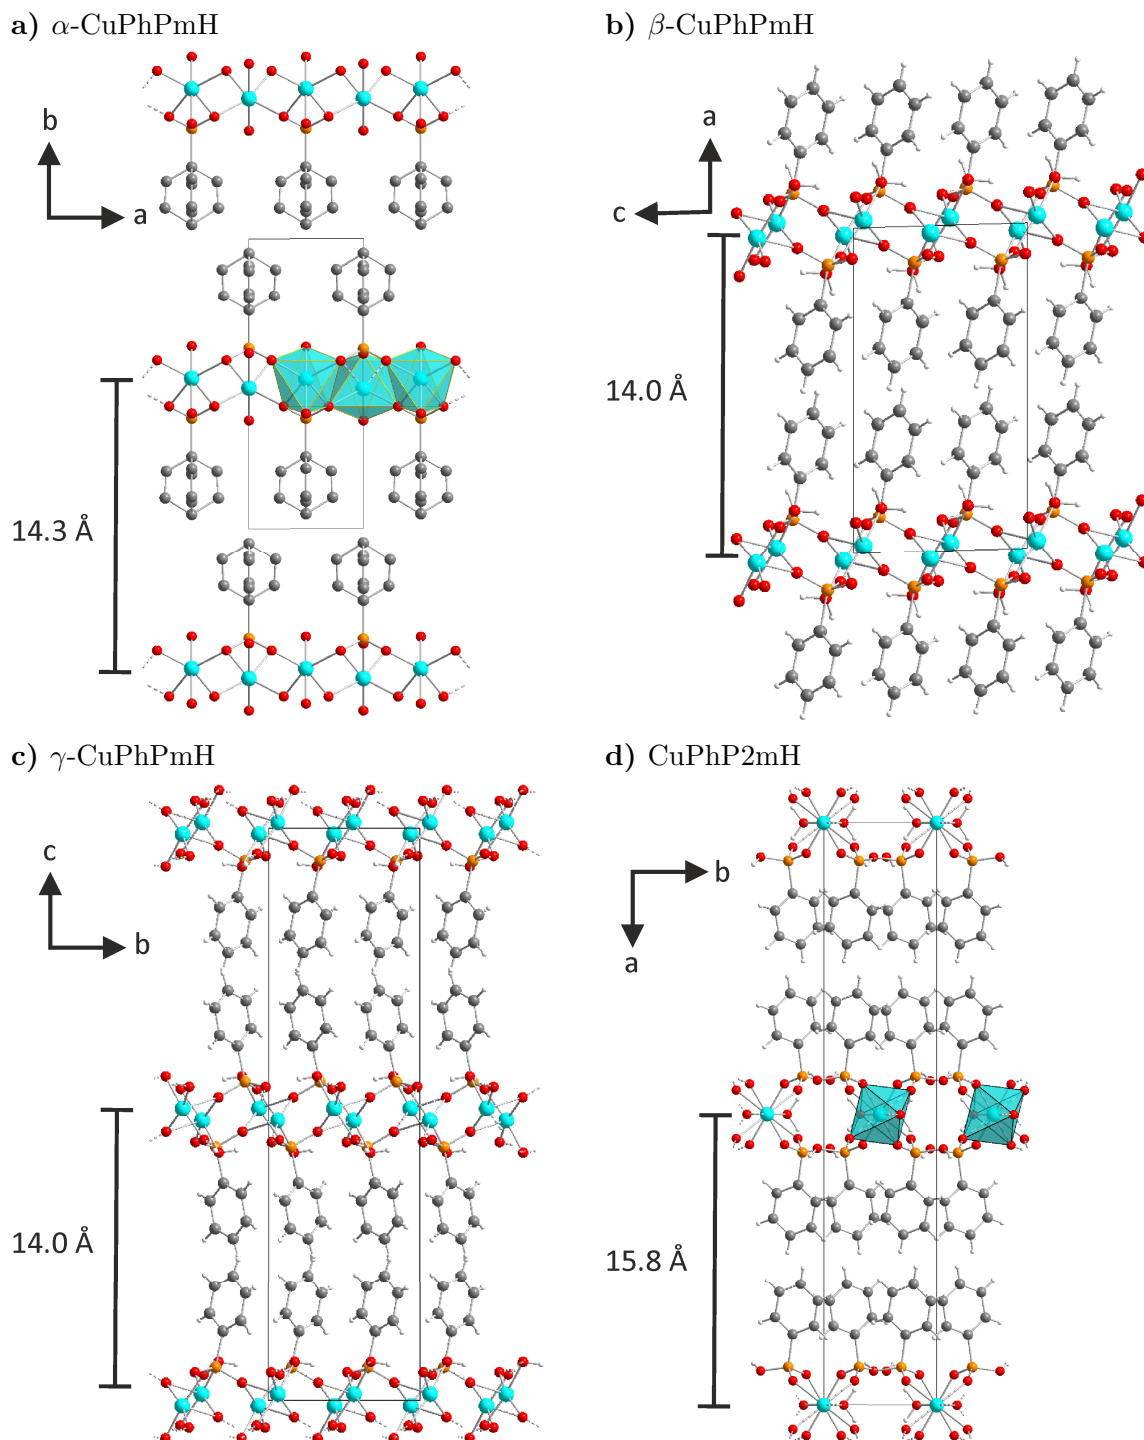 a) α-CuPhPmH
b
a
14.3 Å
b) β-CuPhPmH
a
c
14.0 Å
c) γ-CuPhPmH
c
b
14.0 Å
d) CuPhP2mH
b
a
15.8 Å